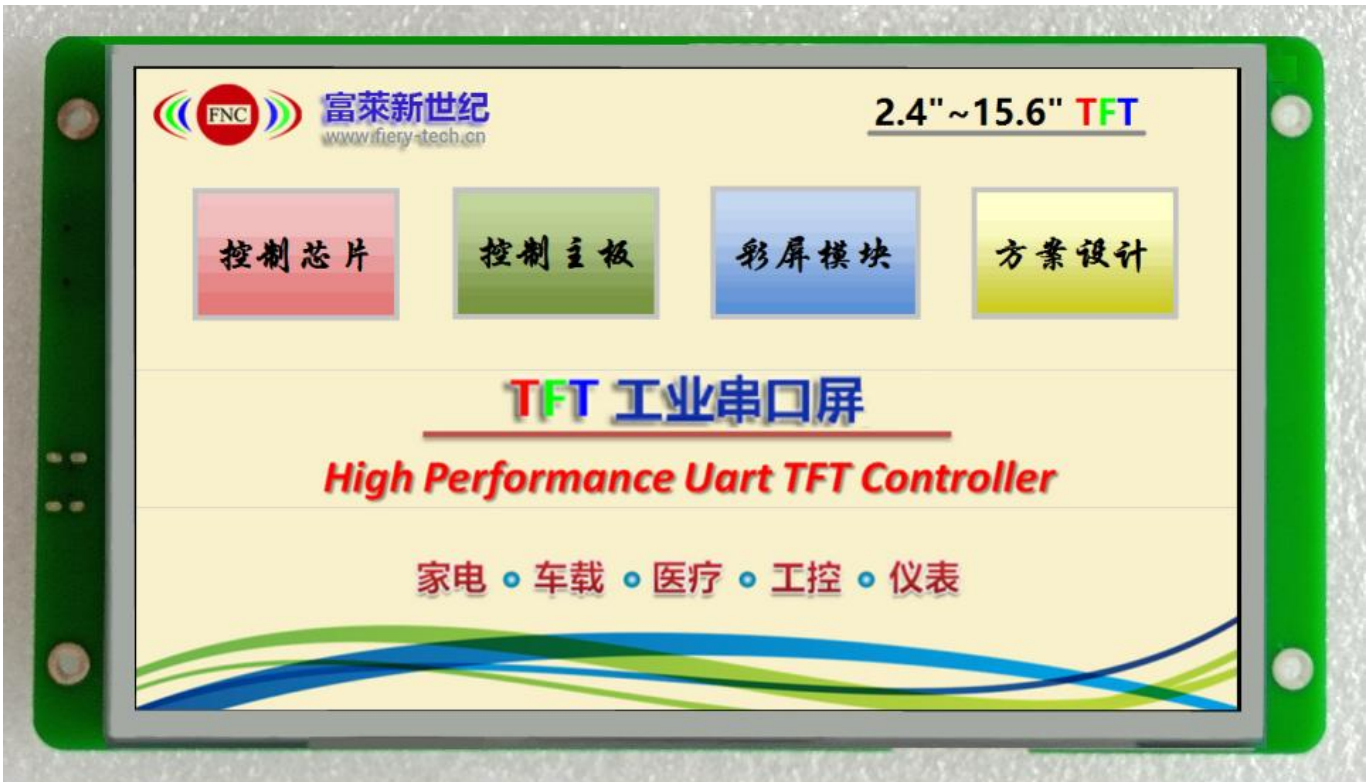 FNC 富萊新世纪 2.4"~15.6" TFT
www.fiery-tech.cn
控制芯片 控制主板 彩屏模块 方案设计
TFT 工业串口屏
High Performance Uart TFT Controller
家电 • 车载 • 医疗 • 工控 • 仪表